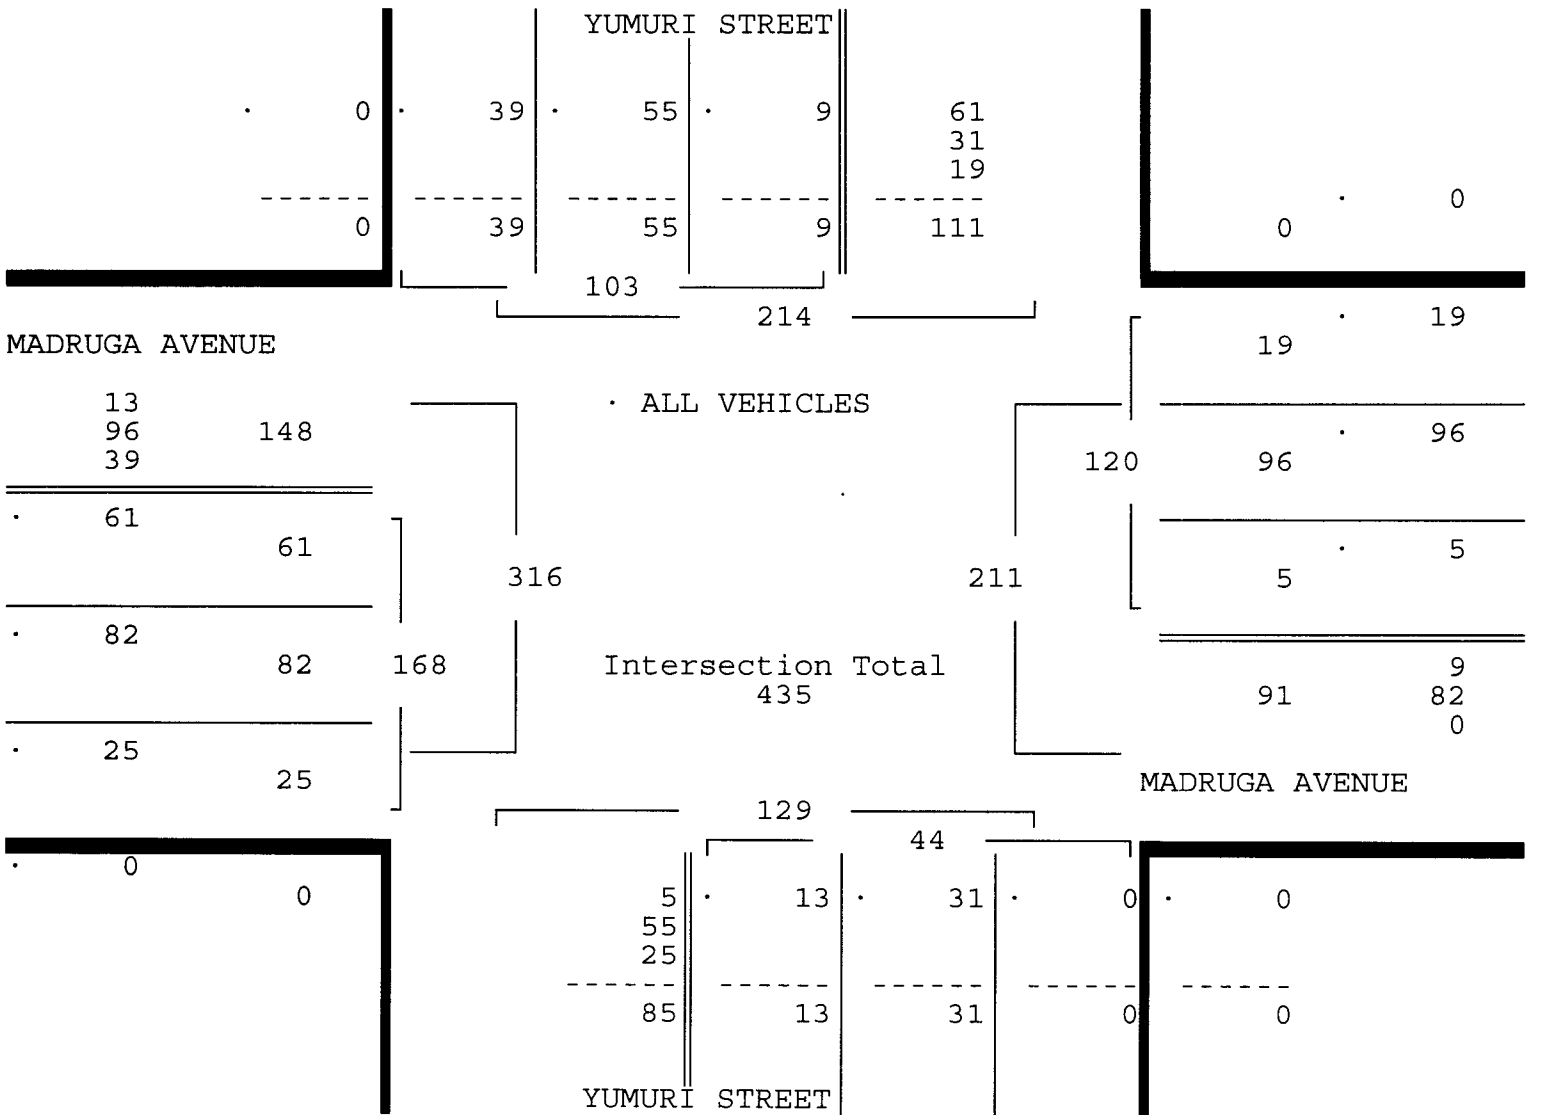 YUMURI STREET
0 39 55 9 61
31
19
0
0 39 55 9 111 0
103
214 19
MADRUGA AVENUE 19
13 ALL VEHICLES
96 148 96
39 120 96
61
61 5
316 211 5
82
82 168 Intersection Total 9
435 91 82
25 0
25 MADRUGA AVENUE
129
44
0
0 5 13 31 0 0
55
25
85 13 31 0 0
YUMURI STREET